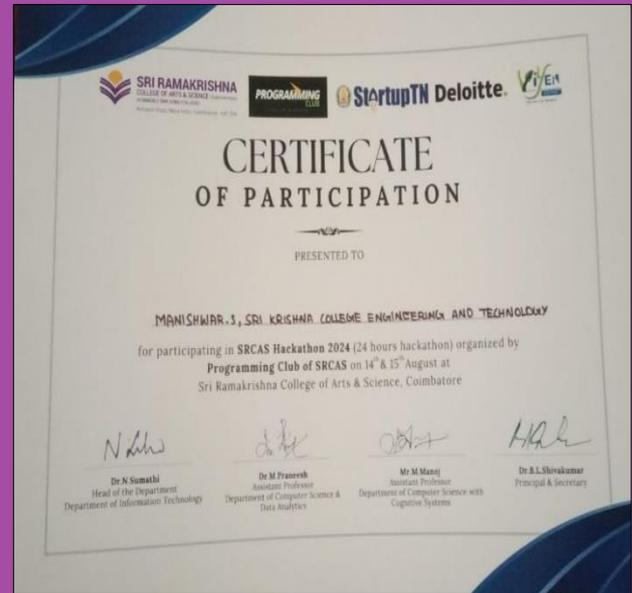 SRI RAMAKRISHNA
COLLEGE OF ARTS & SCIENCE
PROGRAMMING
CLUB
StartupTN Deloitte.
CERTIFICATE
OF PARTICIPATION
PRESENTED TO
MANISHWAR.S, SRI KRISHNA COLLEGE ENGINEERING AND TECHNOLOGY
for participating in SRCAS Hackathon 2024 (24 hours hackathon) organized by
Programming Club of SRCAS on 14th & 15th August at
Sri Ramakrishna College of Arts & Science, Coimbatore
Dr.N.Sumathi
Head of the Department
Department of Information Technology
Dr.M.Praneesh
Assistant Professor
Department of Computer Science &
Data Analytics
Mr.M.Manoj
Assistant Professor
Department of Computer Science with
Cognitive Systems
Dr.B.L.Shivakumar
Principal & Secretary